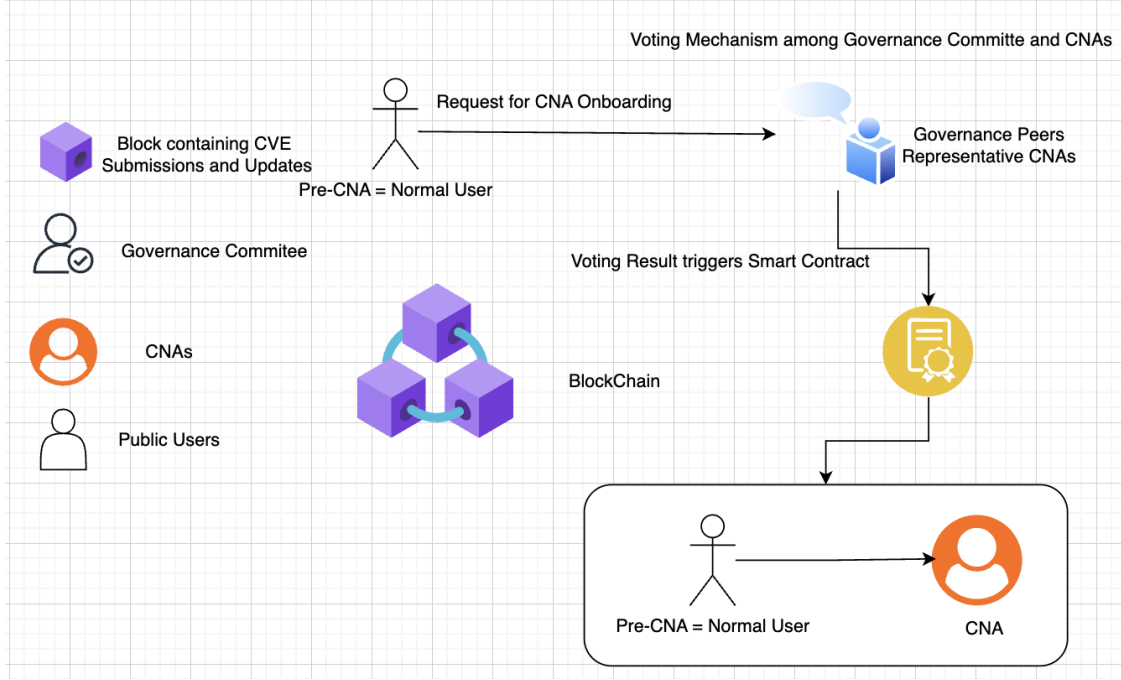 Voting Mechanism among Governance Committe and CNAs
Request for CNA Onboarding
Block containing CVE
Submissions and Updates
Governance Peers
Representative CNAs
Pre-CNA = Normal User
Governance Commitee
Voting Result triggers Smart Contract
CNAs
BlockChain
Public Users
Pre-CNA = Normal User
CNA